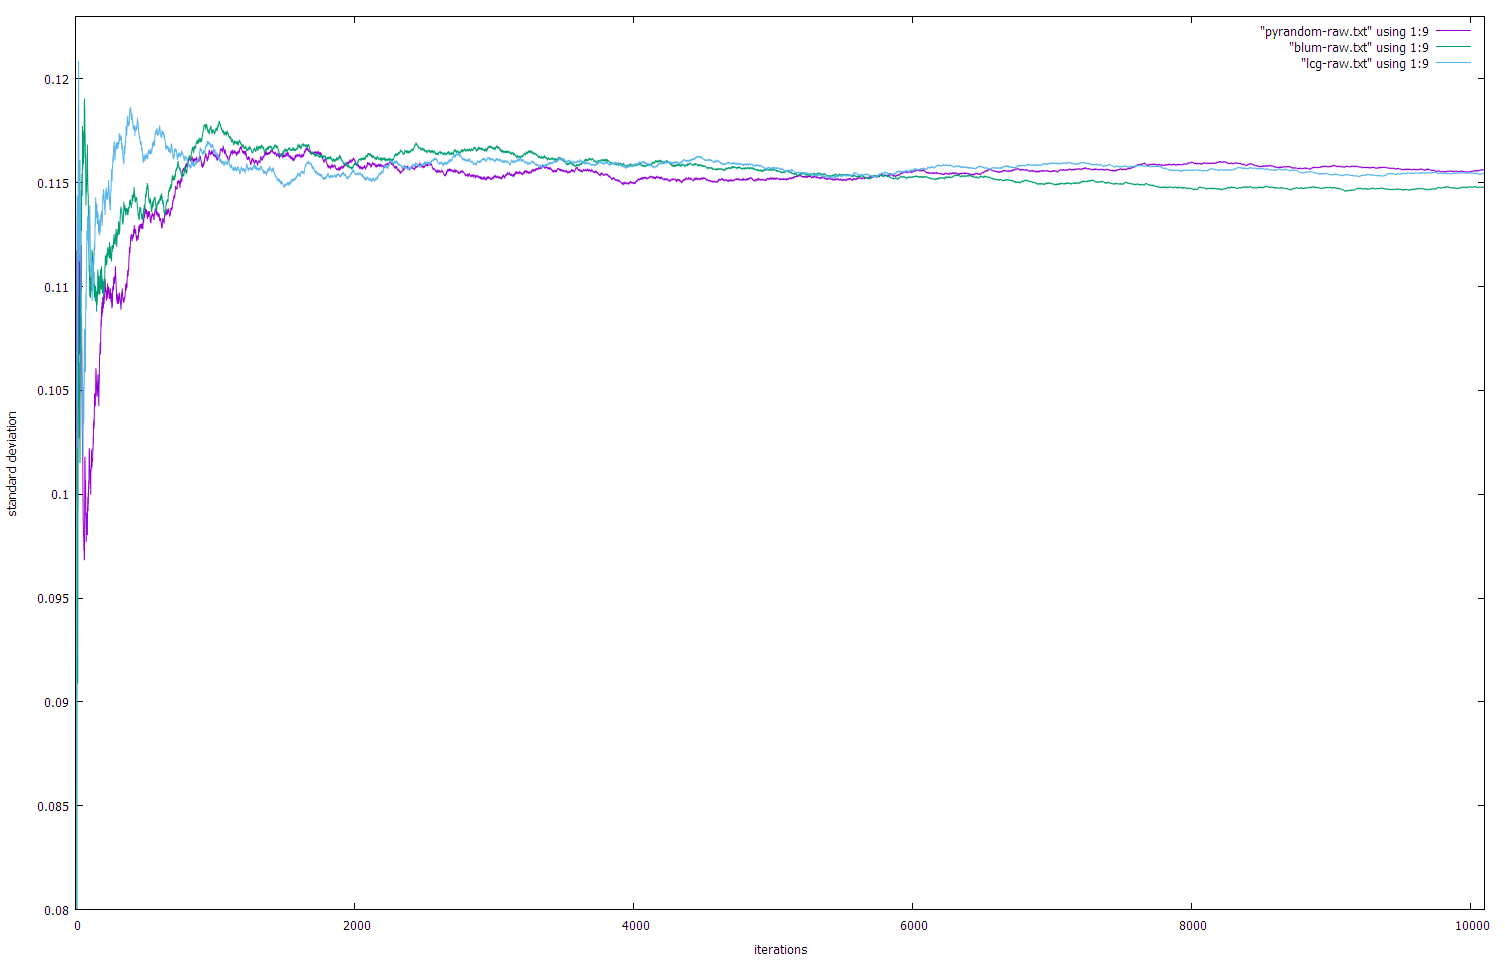 "pyrandom-raw.txt" using 1:9
"blum-raw.txt" using 1:9
"lcg-raw.txt" using 1:9
0.12
0.115
0.11
0.105
0.1
0.095
0.09
0.085
0.08
standard deviation
0 2000 4000 6000 8000 10000
iterations